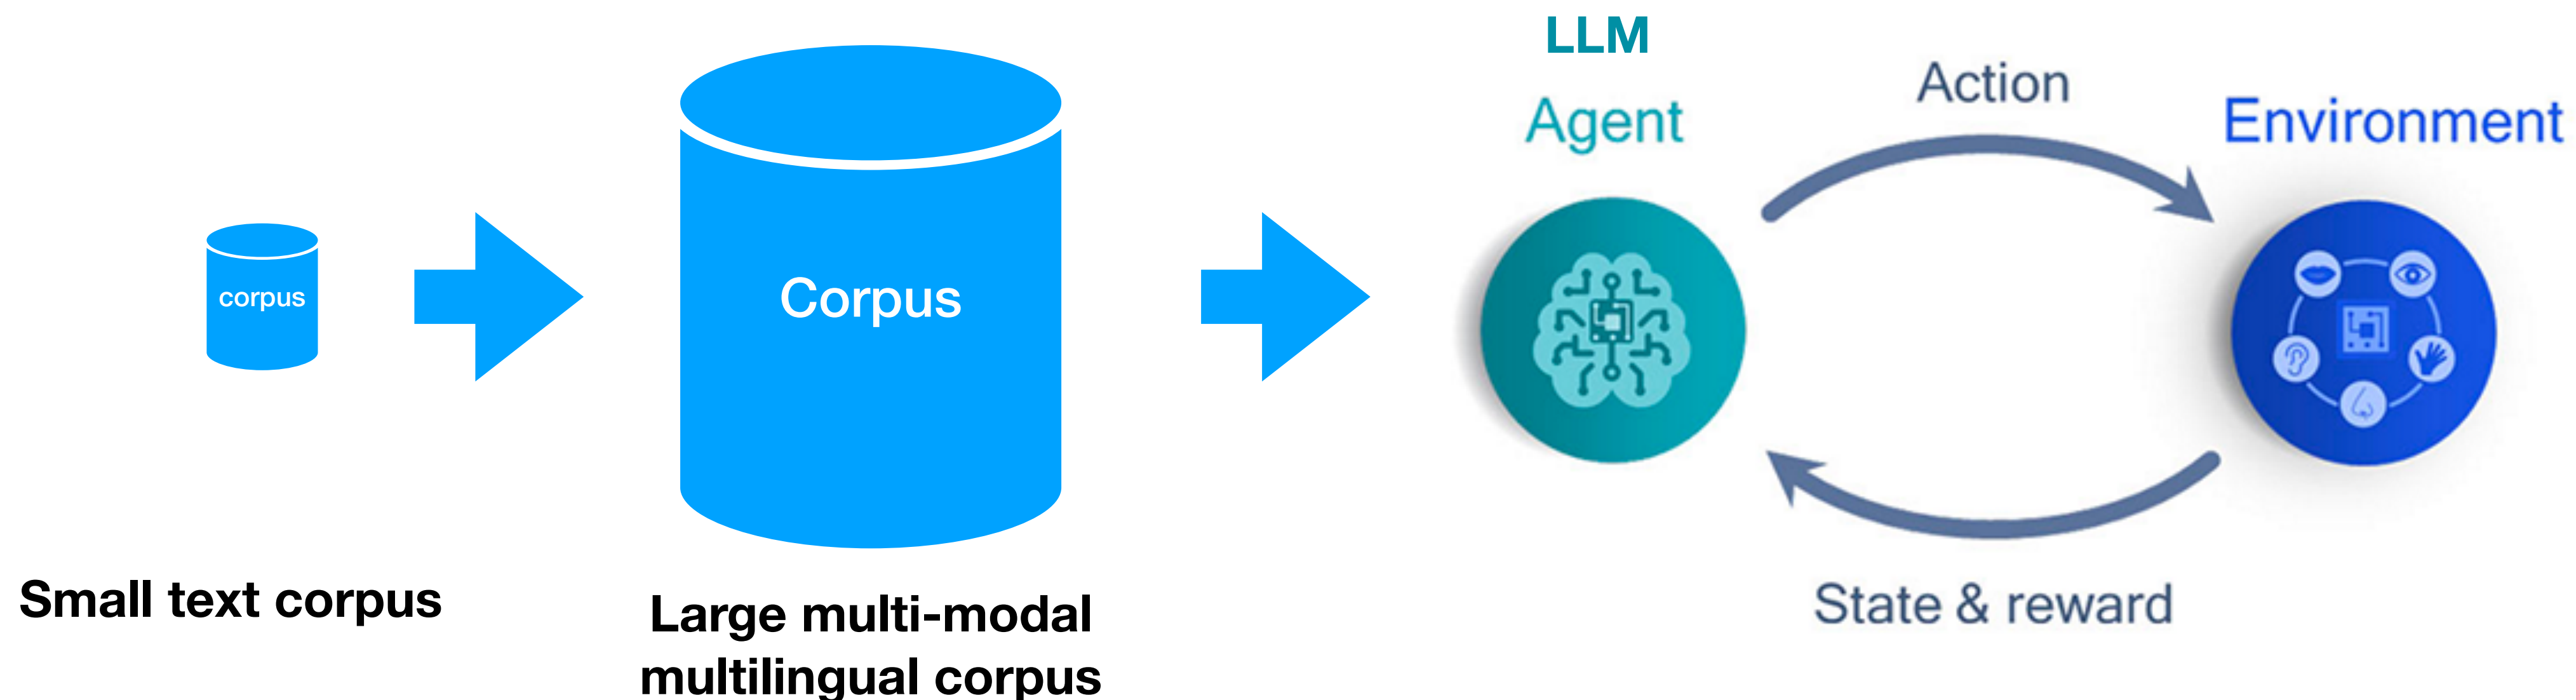 corpus
Small text corpus
Corpus
Large multi-modal
multilingual corpus
LLM
Agent
Action
Environment
State & reward